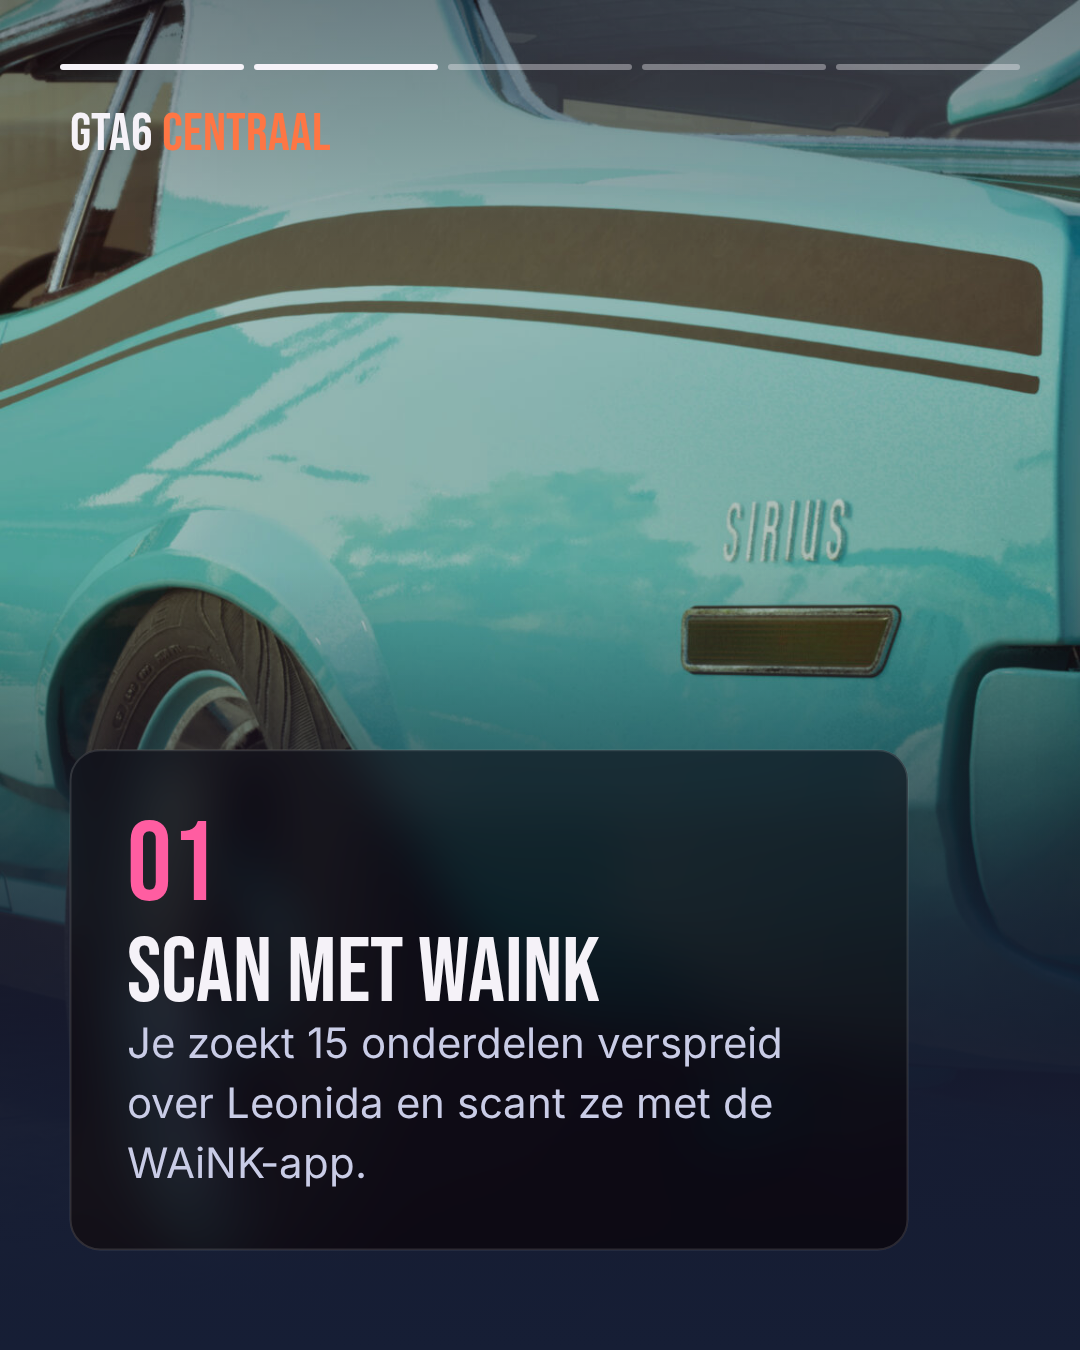 GTA6 CENTRAAL
SIRIUS
01
SCAN MET WAINK
Je zoekt 15 onderdelen verspreid
over Leonida en scant ze met de
WAiNK-app.